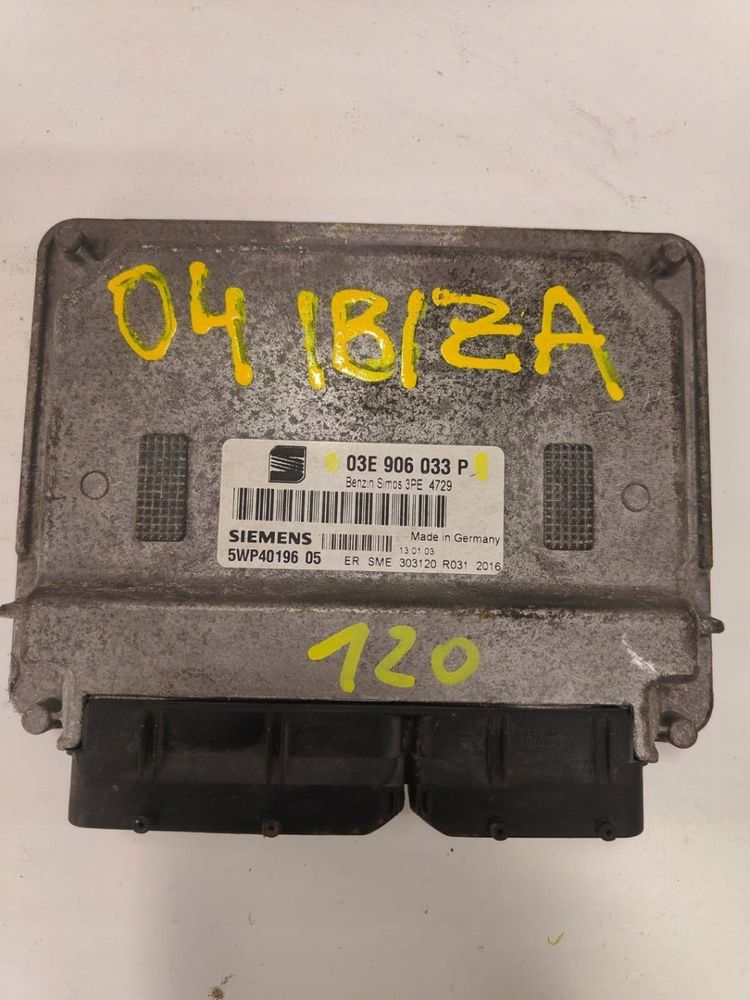 04 IBIZA
03E 906 033 P
Benzin Simos 3PE 4729
SIEMENS
Made in Germany
13 01 03
5WP40196 05
ER SME 303120 R031 2016
120